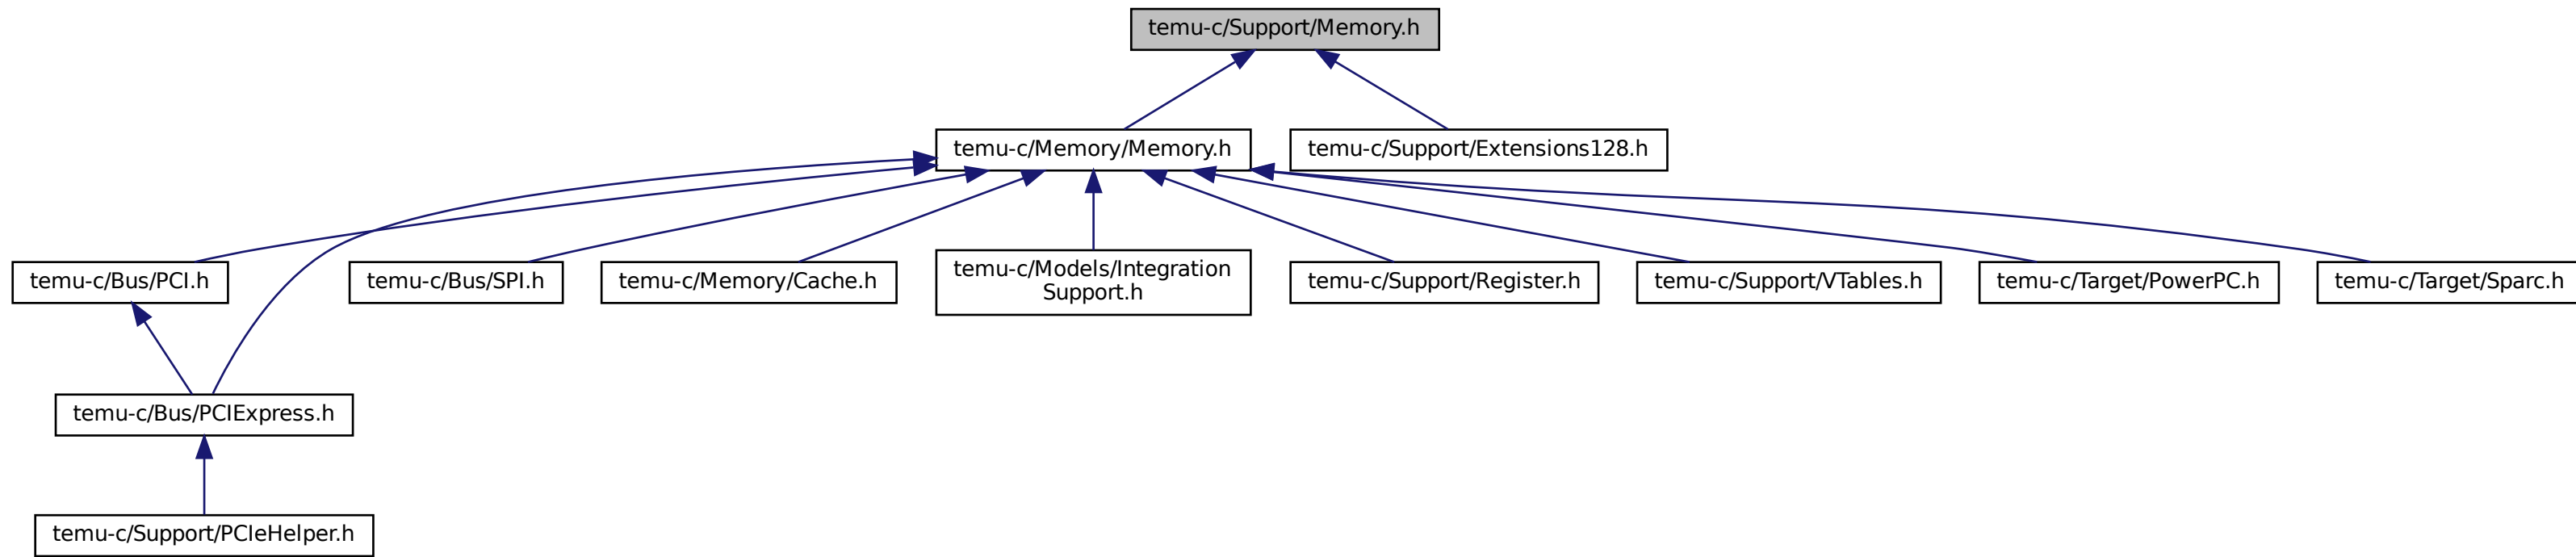 temu-c/Support/Memory.h
temu-c/Memory/Memory.h
temu-c/Support/Extensions128.h
temu-c/Bus/PCI.h
temu-c/Bus/SPI.h
temu-c/Memory/Cache.h
temu-c/Models/Integration
Support.h
temu-c/Support/Register.h
temu-c/Support/VTables.h
temu-c/Target/PowerPC.h
temu-c/Target/Sparc.h
temu-c/Bus/PCIExpress.h
temu-c/Support/PCIeHelper.h